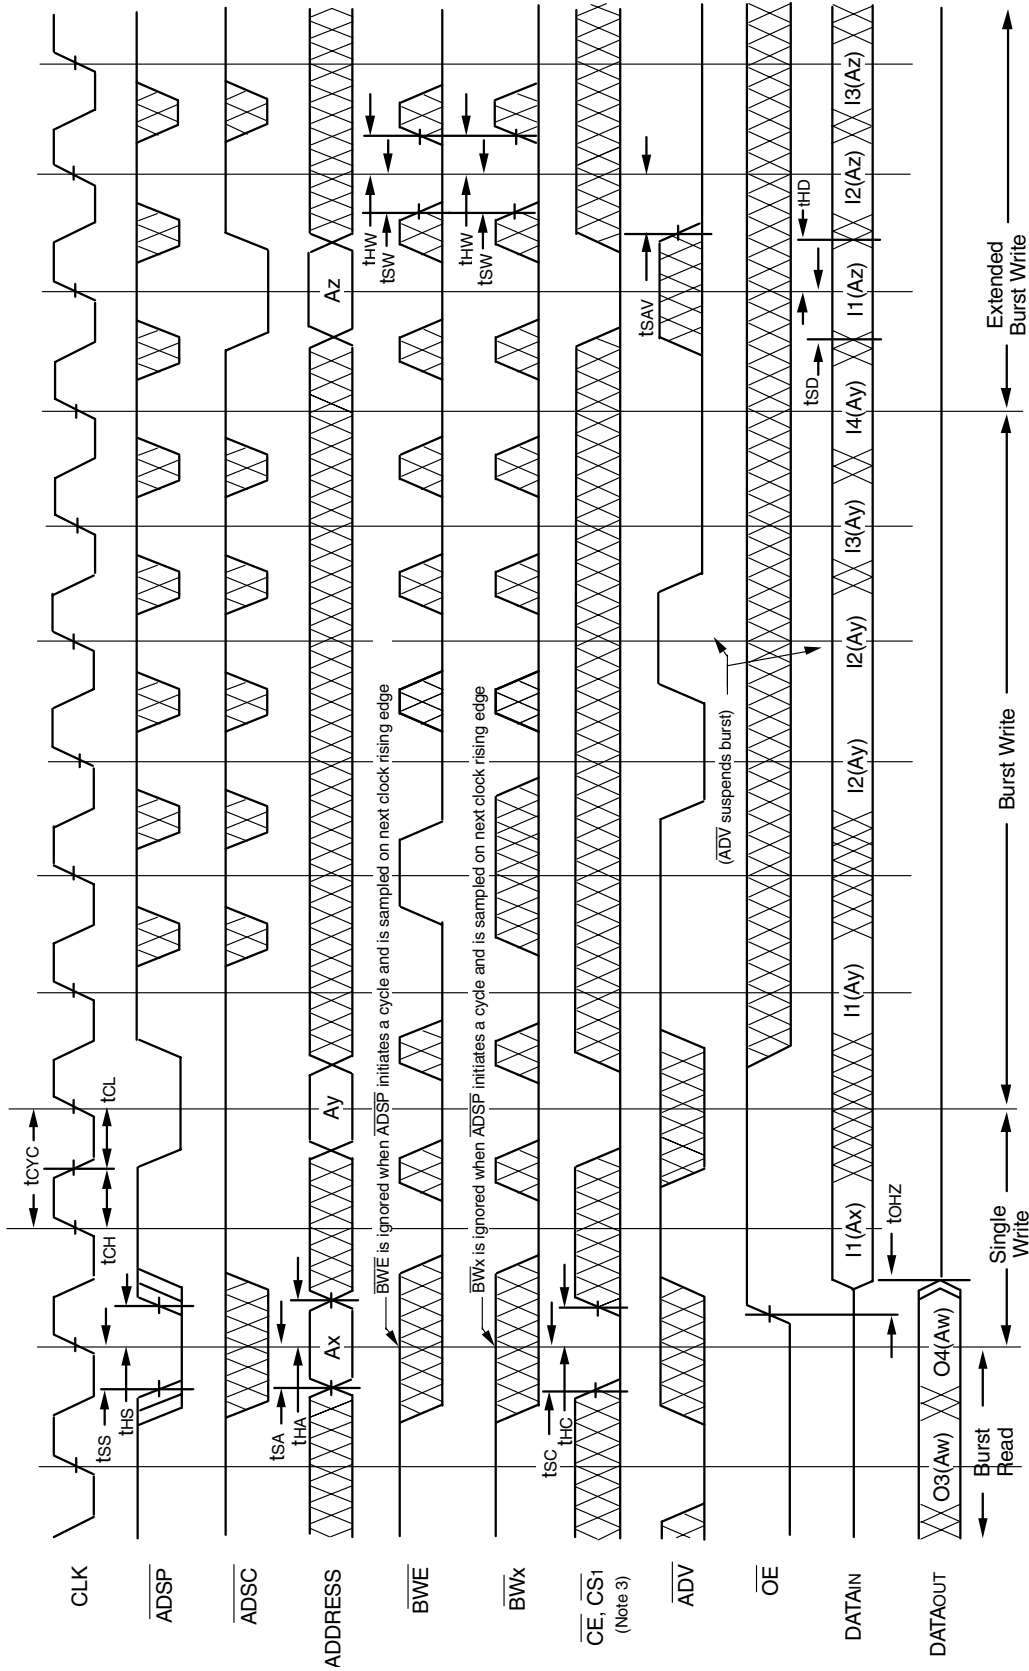 CLK
ADSP
ADSC
ADDRESS
BWE
BWx
CE, CS1
(Note 3)
ADV
OE
DATAIN
DATAOUT
tCYC
tCH
tCL
tSS
tHS
tSA
tHA
Ax
Ay
Az
BWE is ignored when ADSP initiates a cycle and is sampled on next clock rising edge
tHW
tSW
BWx is ignored when ADSP initiates a cycle and is sampled on next clock rising edge
tHW
tSW
tSC
tHC
tSAV
(ADV suspends burst)
tSD
tHD
I1(Ax)
I1(Ay)
I2(Ay)
I2(Ay)
I3(Ay)
I4(Ay)
I1(Az)
I2(Az)
I3(Az)
tOHZ
O3(Aw)
O4(Aw)
Burst
Read
Single
Write
Burst Write
Extended
Burst Write